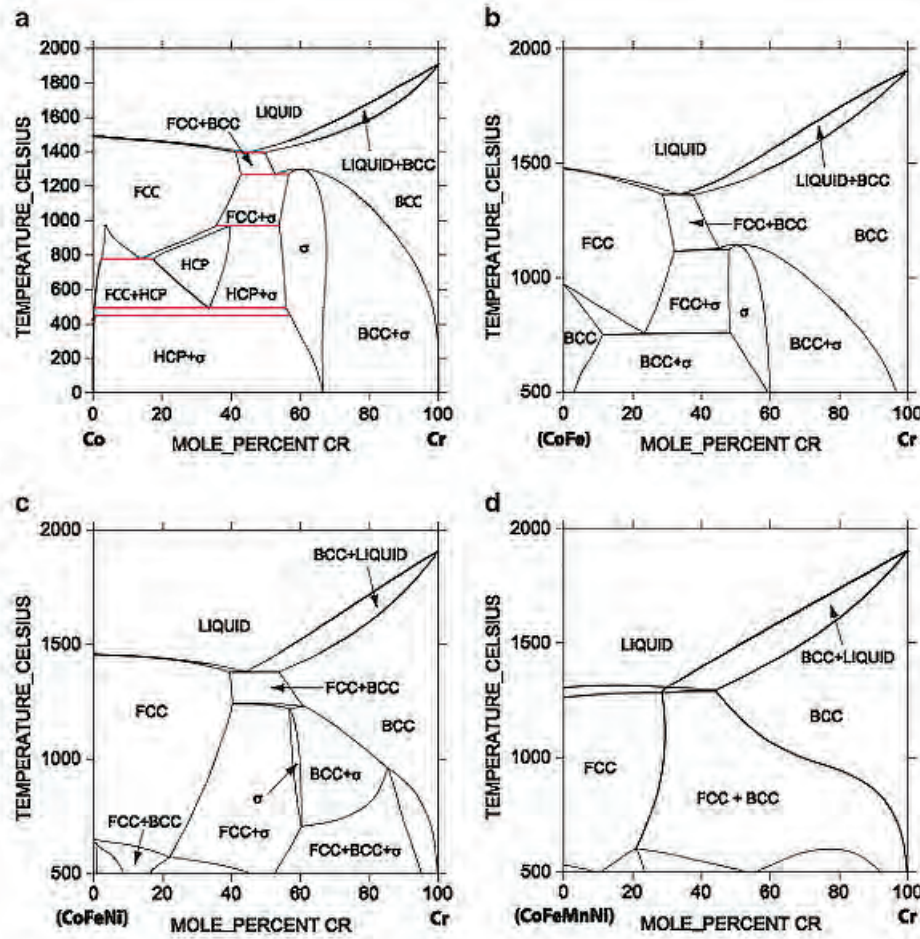 a
2000
1800
1600
1400
1200
1000
800
600
400
200
0
TEMPERATURE_CELSIUS
LIQUID
FCC+BCC
LIQUID+BCC
FCC
BCC
FCC+σ
HCP
σ
FCC+HCP
HCP+σ
BCC+σ
HCP+σ
0 20 40 60 80 100
Co MOLE_PERCENT CR Cr
b
2000
1500
1000
500
TEMPERATURE_CELSIUS
LIQUID
LIQUID+BCC
FCC+BCC
BCC
FCC
FCC+σ
σ
BCC
BCC+σ
BCC+σ
0 20 40 60 80 100
(CoFe) MOLE_PERCENT CR Cr
c
2000
1500
1000
500
TEMPERATURE_CELSIUS
BCC+LIQUID
LIQUID
FCC+BCC
FCC
BCC
BCC+σ
σ
FCC+BCC
FCC+σ
FCC+BCC+σ
0 20 40 60 80 100
(CoFeNi) MOLE_PERCENT CR Cr
d
2000
1500
1000
500
TEMPERATURE_CELSIUS
LIQUID
BCC+LIQUID
BCC
FCC
FCC + BCC
0 20 40 60 80 100
(CoFeMnNi) MOLE_PERCENT CR Cr